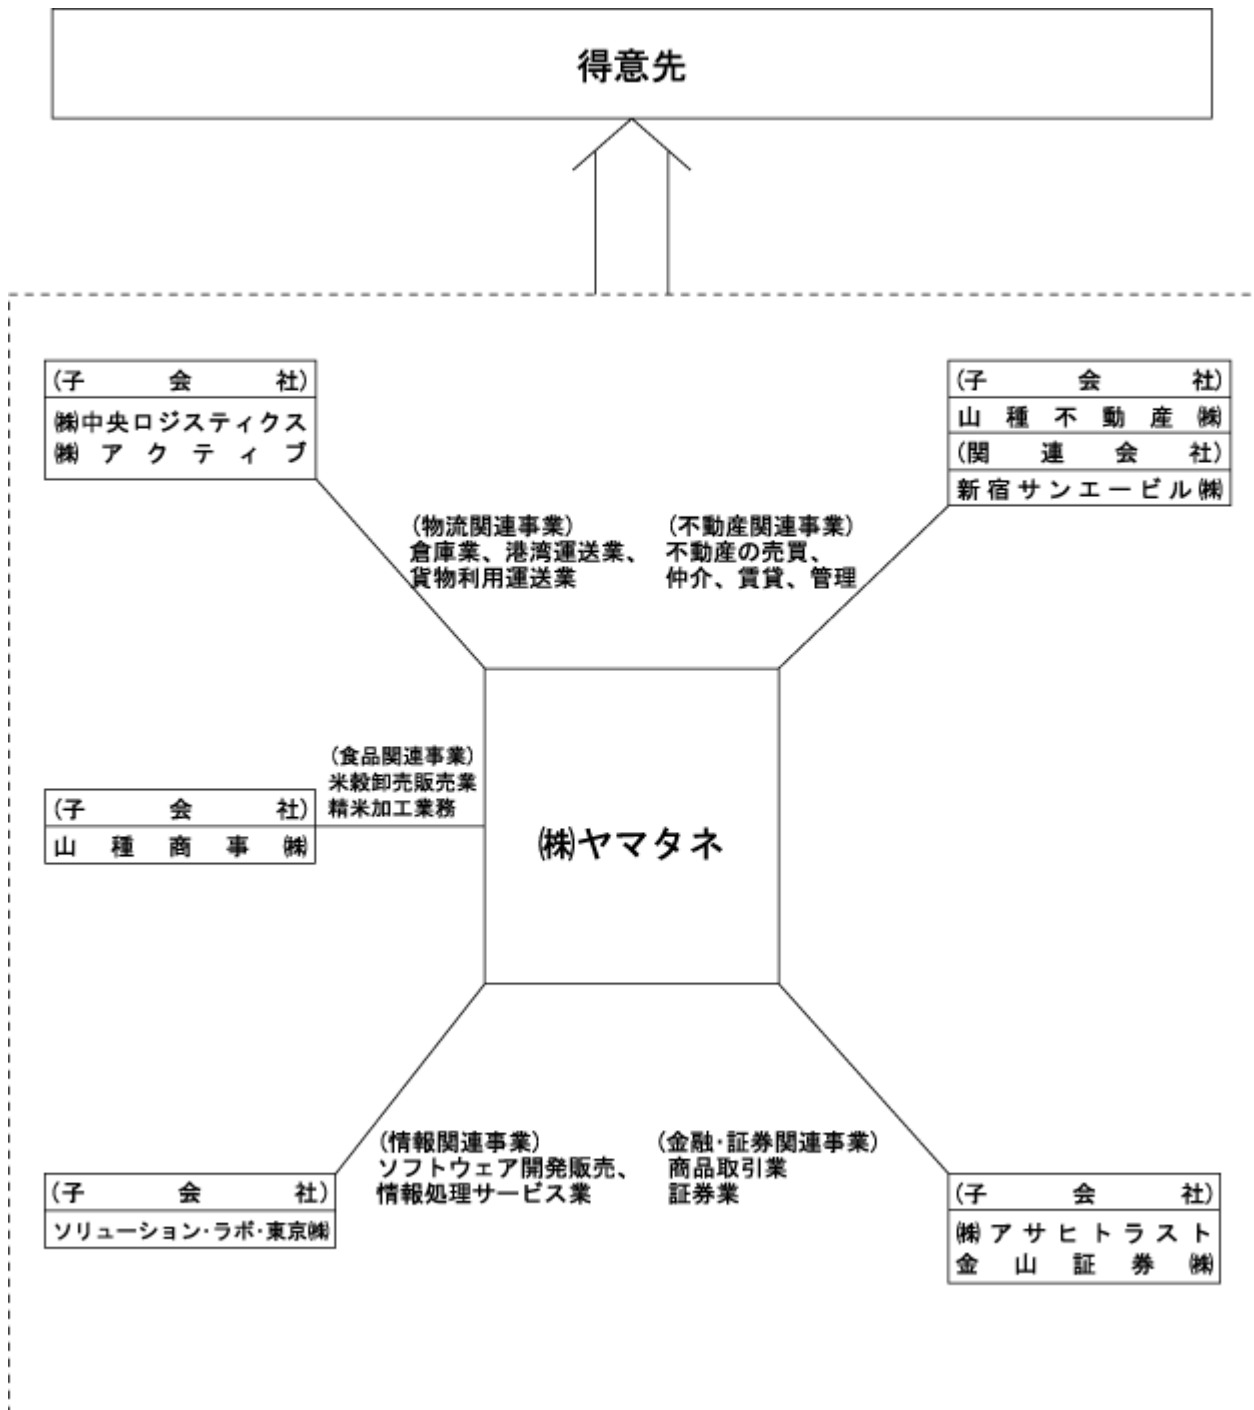 得意先
(子会社)
㈱中央ロジスティクス
㈱アクティブ
(子会社)
山種不動産㈱
(関連会社)
新宿サンエービル㈱
(物流関連事業)
倉庫業、港湾運送業、
貨物利用運送業
(不動産関連事業)
不動産の売買、
仲介、賃貸、管理
(食品関連事業)
米穀卸売販売業
精米加工業務
(子会社)
山種商事㈱
㈱ヤマタネ
(情報関連事業)
ソフトウェア開発販売、
情報処理サービス業
(金融・証券関連事業)
商品取引業
証券業
(子会社)
ソリューション・ラボ・東京㈱
(子会社)
㈱アサヒトラスト
金山証券㈱